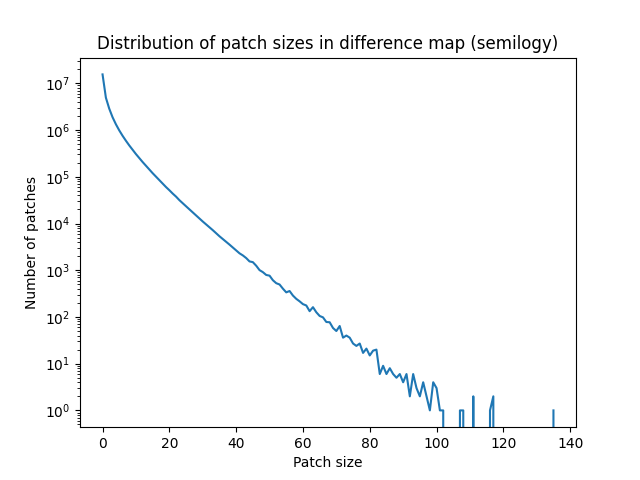 Distribution of patch sizes in difference map (semilogy)
Number of patches
10^7
10^6
10^5
10^4
10^3
10^2
10^1
10^0
0 20 40 60 80 100 120 140
Patch size